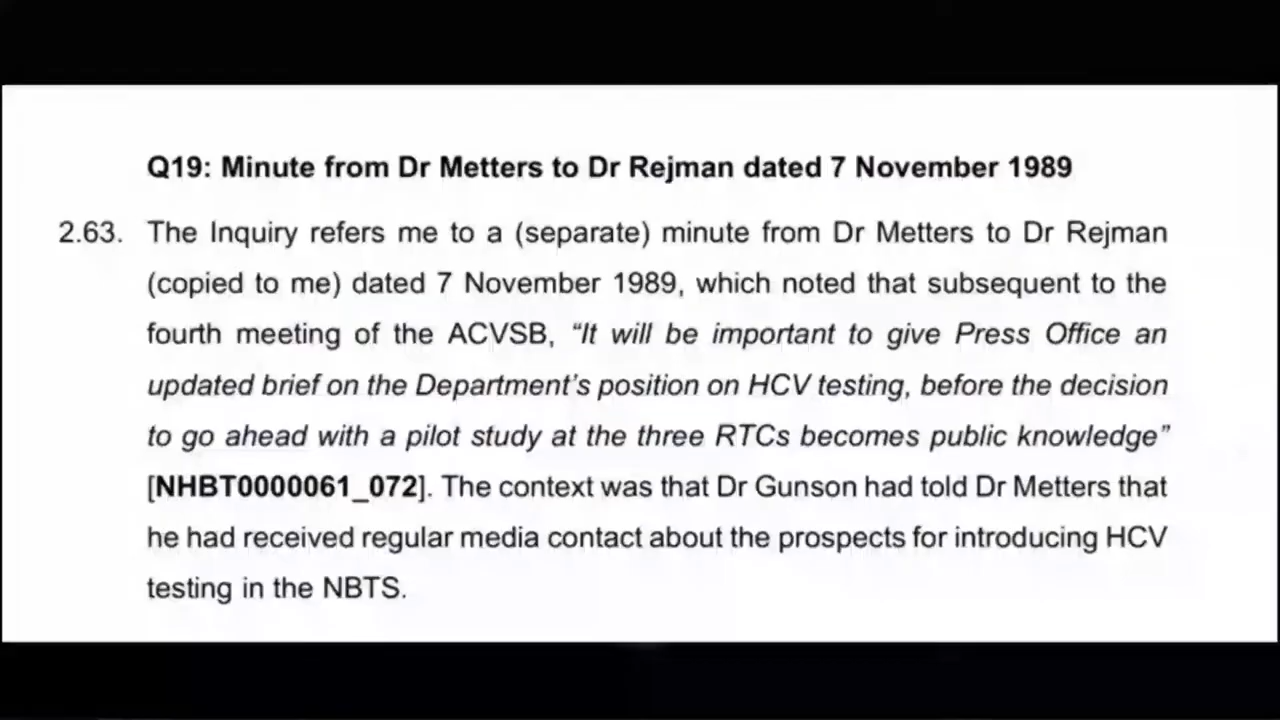 Q19: Minute from Dr Metters to Dr Rejman dated 7 November 1989
2.63. The Inquiry refers me to a (separate) minute from Dr Metters to Dr Rejman
(copied to me) dated 7 November 1989, which noted that subsequent to the
fourth meeting of the ACVSB, “It will be important to give Press Office an
updated brief on the Department’s position on HCV testing, before the decision
to go ahead with a pilot study at the three RTCs becomes public knowledge”
[NHBT0000061_072]. The context was that Dr Gunson had told Dr Metters that
he had received regular media contact about the prospects for introducing HCV
testing in the NBTS.